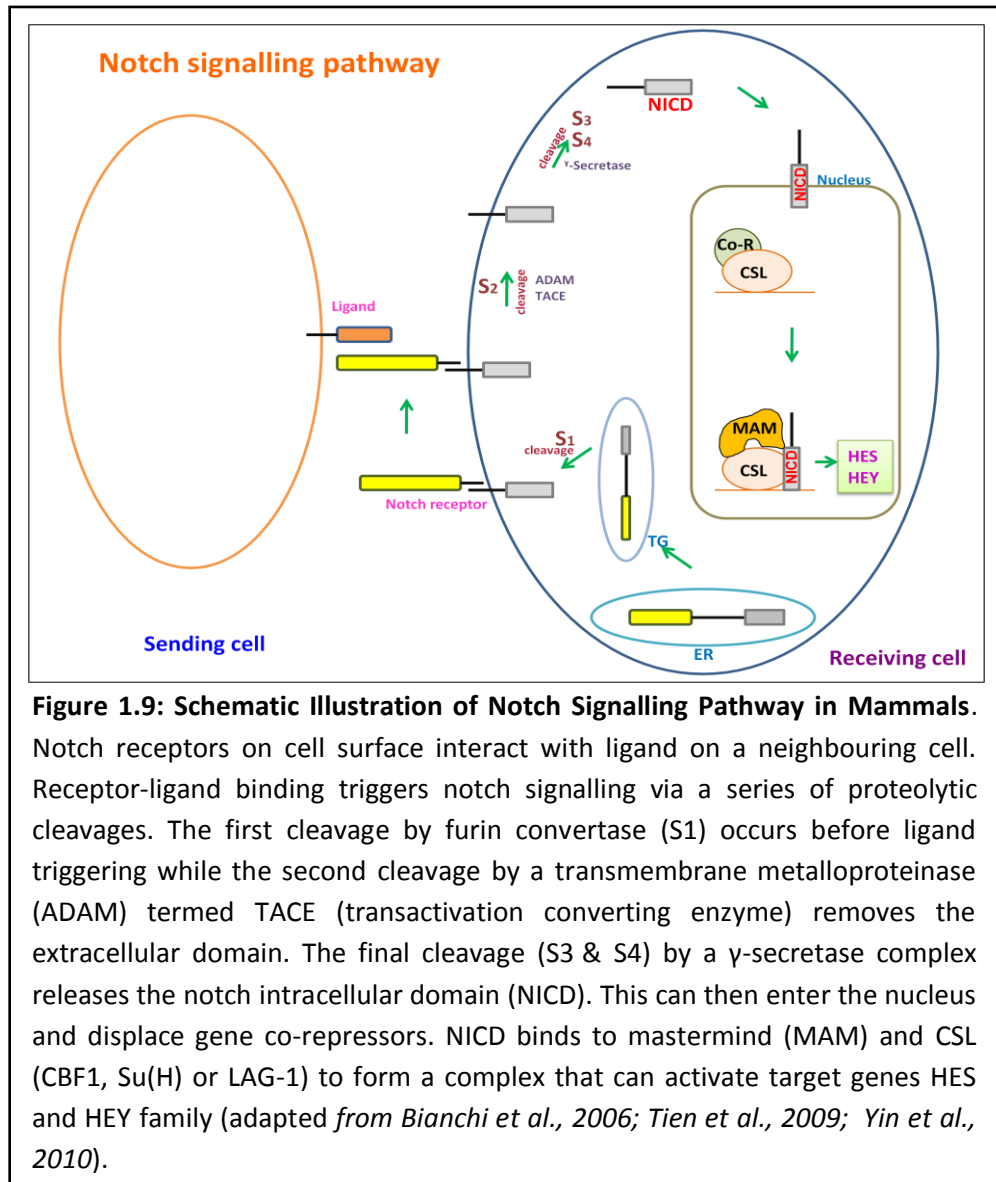 Notch signalling pathway
NICD
S3
S4
cleavage
ɣ-Secretase
NICD
Nucleus
Co-R
CSL
S2
cleavage
ADAM
TACE
Ligand
MAM
CSL
NICD
HES
HEY
S1
cleavage
Notch receptor
TG
ER
Sending cell
Receiving cell
Figure 1.9: Schematic Illustration of Notch Signalling Pathway in Mammals.
Notch receptors on cell surface interact with ligand on a neighbouring cell.
Receptor-ligand binding triggers notch signalling via a series of proteolytic
cleavages. The first cleavage by furin convertase (S1) occurs before ligand
triggering while the second cleavage by a transmembrane metalloproteinase
(ADAM) termed TACE (transactivation converting enzyme) removes the
extracellular domain. The final cleavage (S3 & S4) by a γ-secretase complex
releases the notch intracellular domain (NICD). This can then enter the nucleus
and displace gene co-repressors. NICD binds to mastermind (MAM) and CSL
(CBF1, Su(H) or LAG-1) to form a complex that can activate target genes HES
and HEY family (adapted from Bianchi et al., 2006; Tien et al., 2009; Yin et al.,
2010).